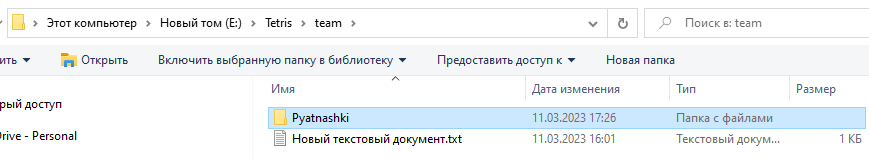 Этот компьютер > Новый том (E:) > Tetris > team Поиск в: team
ить Открыть Включить выбранную папку в библиотеку Предоставить доступ к Новая папка
Имя Дата изменения Тип Размер
рый доступ
Pyatnashki 11.03.2023 17:26 Папка с файлами
Drive - Personal
Новый текстовый документ.txt 11.03.2023 16:01 Текстовый докум... 1 КБ